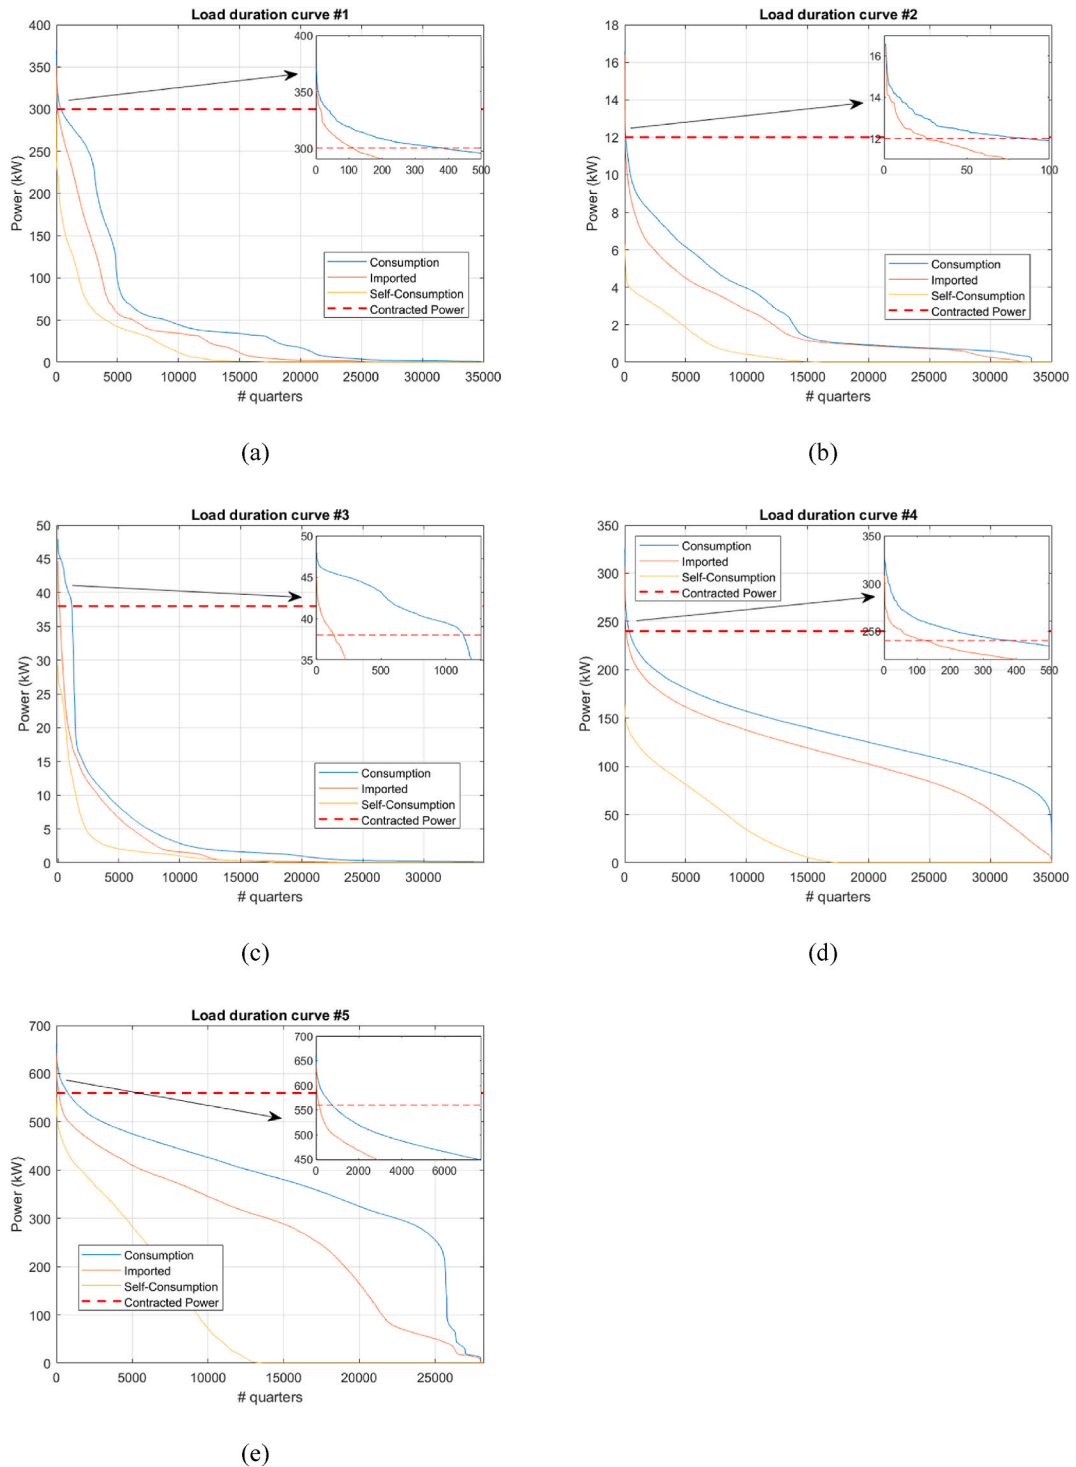 Load duration curve #1
400
350
300
250
200
150
100
50
0
Power (kW)
0 5000 10000 15000 20000 25000 30000 35000
# quarters
400
350
300
0 100 200 300 400 500
Consumption
Imported
Self-Consumption
Contracted Power
(a)
Load duration curve #2
18
16
14
12
10
8
6
4
2
0
Power (kW)
0 5000 10000 15000 20000 25000 30000 35000
# quarters
16
14
12
0 50 100
Consumption
Imported
Self-Consumption
Contracted Power
(b)
Load duration curve #3
50
45
40
35
30
25
20
15
10
5
0
Power (kW)
0 5000 10000 15000 20000 25000 30000
# quarters
50
45
40
35
0 500 1000
Consumption
Imported
Self-Consumption
Contracted Power
(c)
Load duration curve #4
350
300
250
200
150
100
50
0
Power (kW)
0 5000 10000 15000 20000 25000 30000 35000
# quarters
Consumption
Imported
Self-Consumption
Contracted Power
350
300
250
0 100 200 300 400 500
(d)
Load duration curve #5
700
600
500
400
300
200
100
0
Power (kW)
0 5000 10000 15000 20000 25000
# quarters
700
650
600
550
500
450
0 2000 4000 6000
Consumption
Imported
Self-Consumption
Contracted Power
(e)